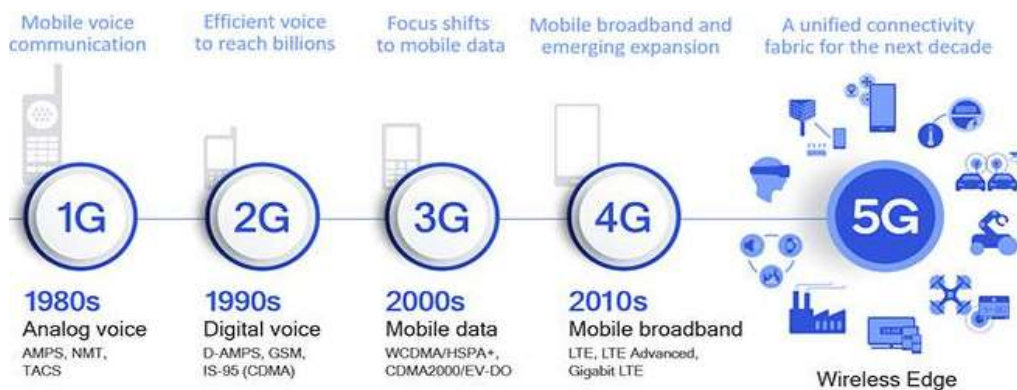 Mobile voice
communication
Efficient voice
to reach billions
Focus shifts
to mobile data
Mobile broadband and
emerging expansion
A unified connectivity
fabric for the next decade
1G
2G
3G
4G
5G
1980s
Analog voice
AMPS, NMT,
TACS
1990s
Digital voice
D-AMPS, GSM,
IS-95 (CDMA)
2000s
Mobile data
WCDMA/HSPA+,
CDMA2000/EV-DO
2010s
Mobile broadband
LTE, LTE Advanced,
Gigabit LTE
Wireless Edge